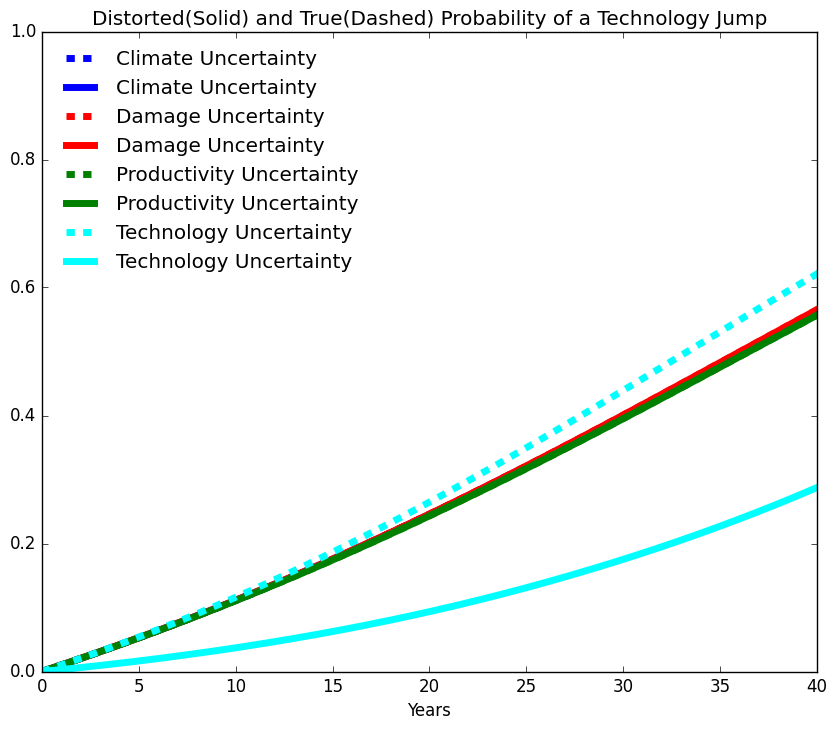 Distorted(Solid) and True(Dashed) Probability of a Technology Jump
1.0
Climate Uncertainty
Climate Uncertainty
Damage Uncertainty
Damage Uncertainty
Productivity Uncertainty
Productivity Uncertainty
Technology Uncertainty
Technology Uncertainty
0.8
0.6
0.4
0.2
0.0
0 5 10 15 20 25 30 35 40
Years